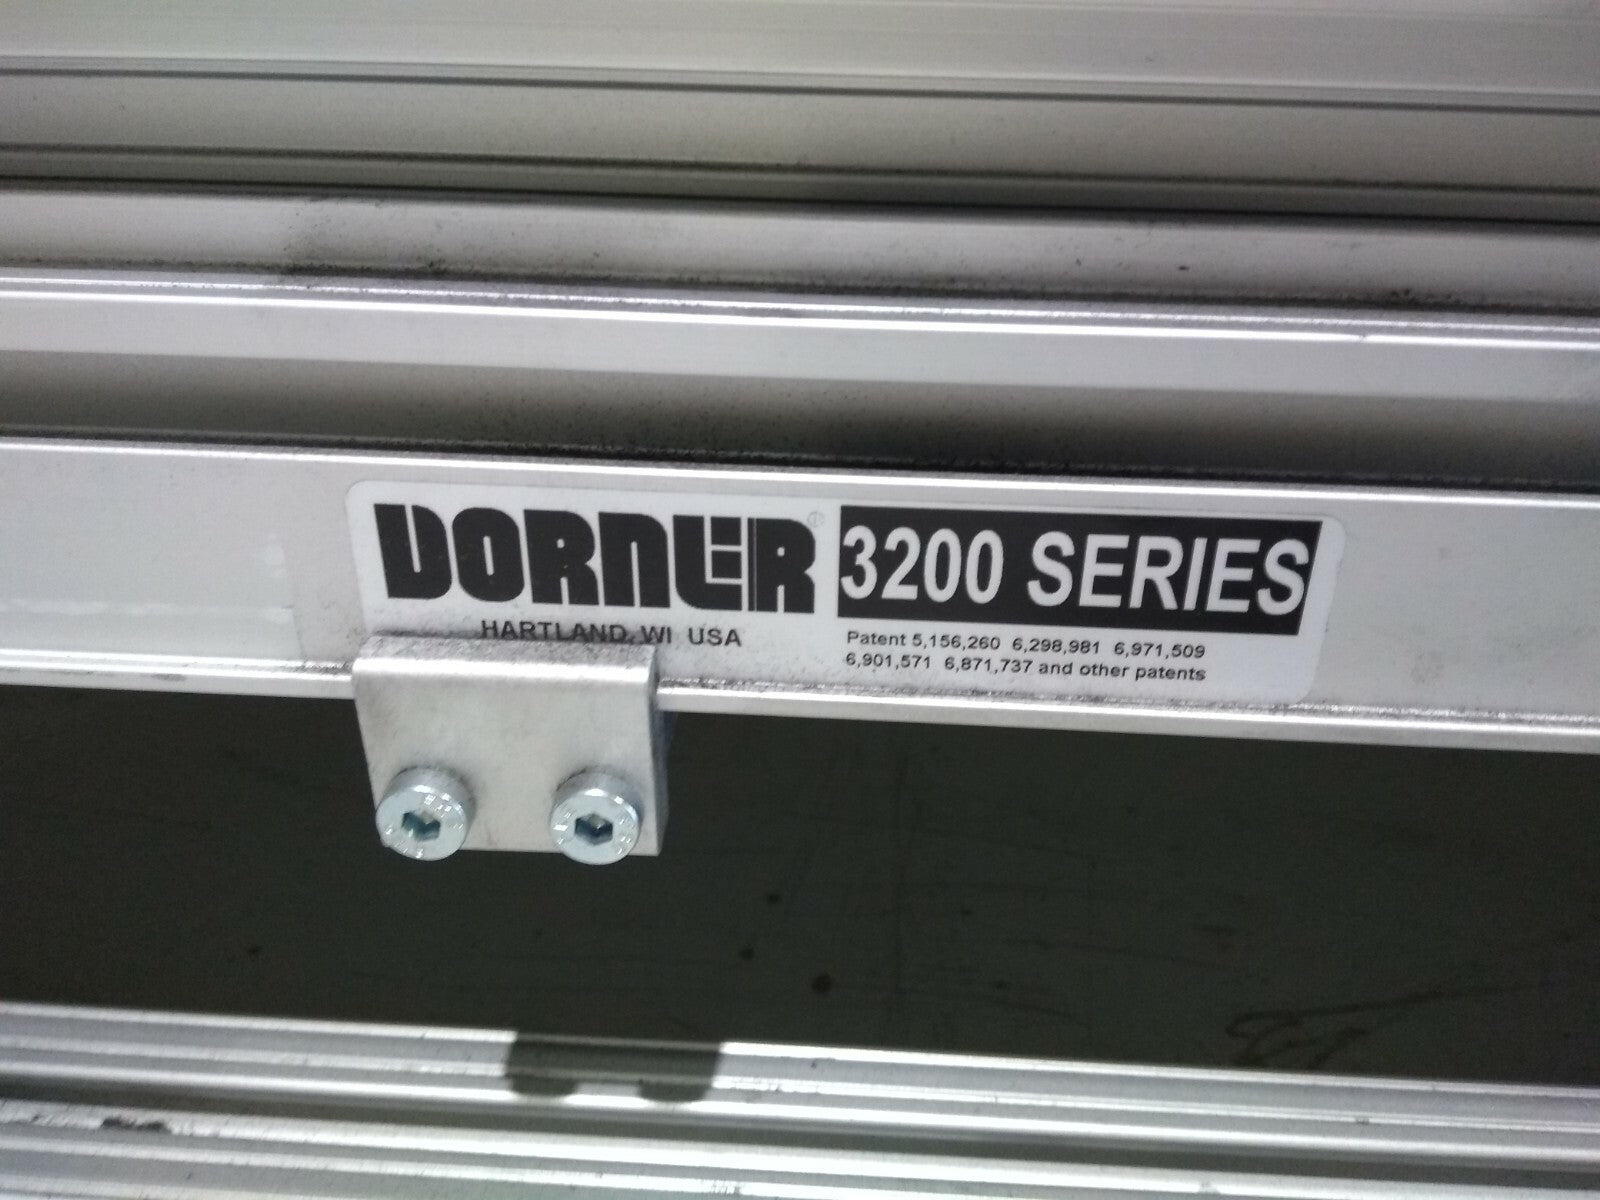 DORNER® 3200 SERIES
HARTLAND, WI USA
Patent 5,156,260 6,298,981 6,971,509
6,901,571 6,871,737 and other patents